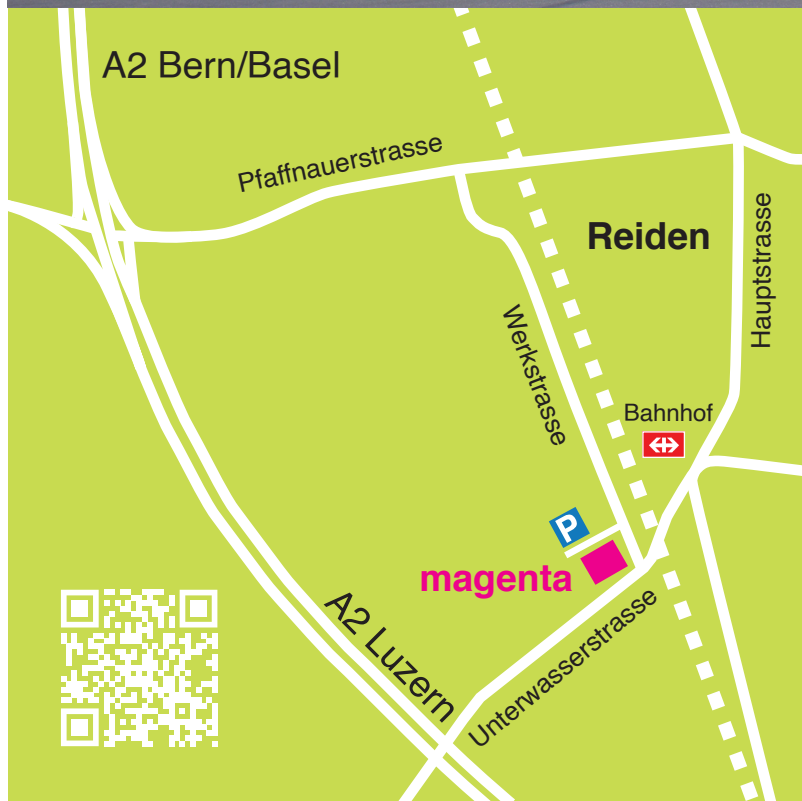 A2 Bern/Basel
Pfaffnauerstrasse
Reiden
Hauptstrasse
Werkstrasse
Bahnhof
P
magenta
A2 Luzern
Unterwasserstrasse